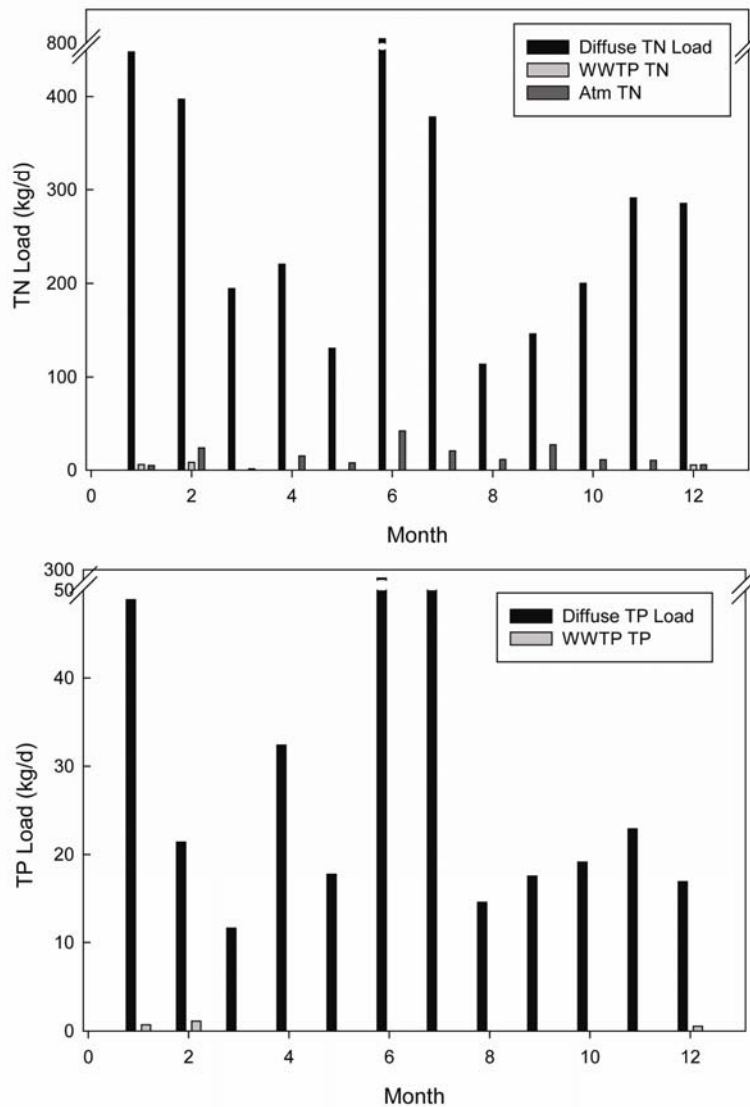 800
400
300
200
100
0
TN Load (kg/d)
Diffuse TN Load
WWTP TN
Atm TN
0 2 4 6 8 10 12
Month
300
50
40
30
20
10
0
TP Load (kg/d)
Diffuse TP Load
WWTP TP
0 2 4 6 8 10 12
Month